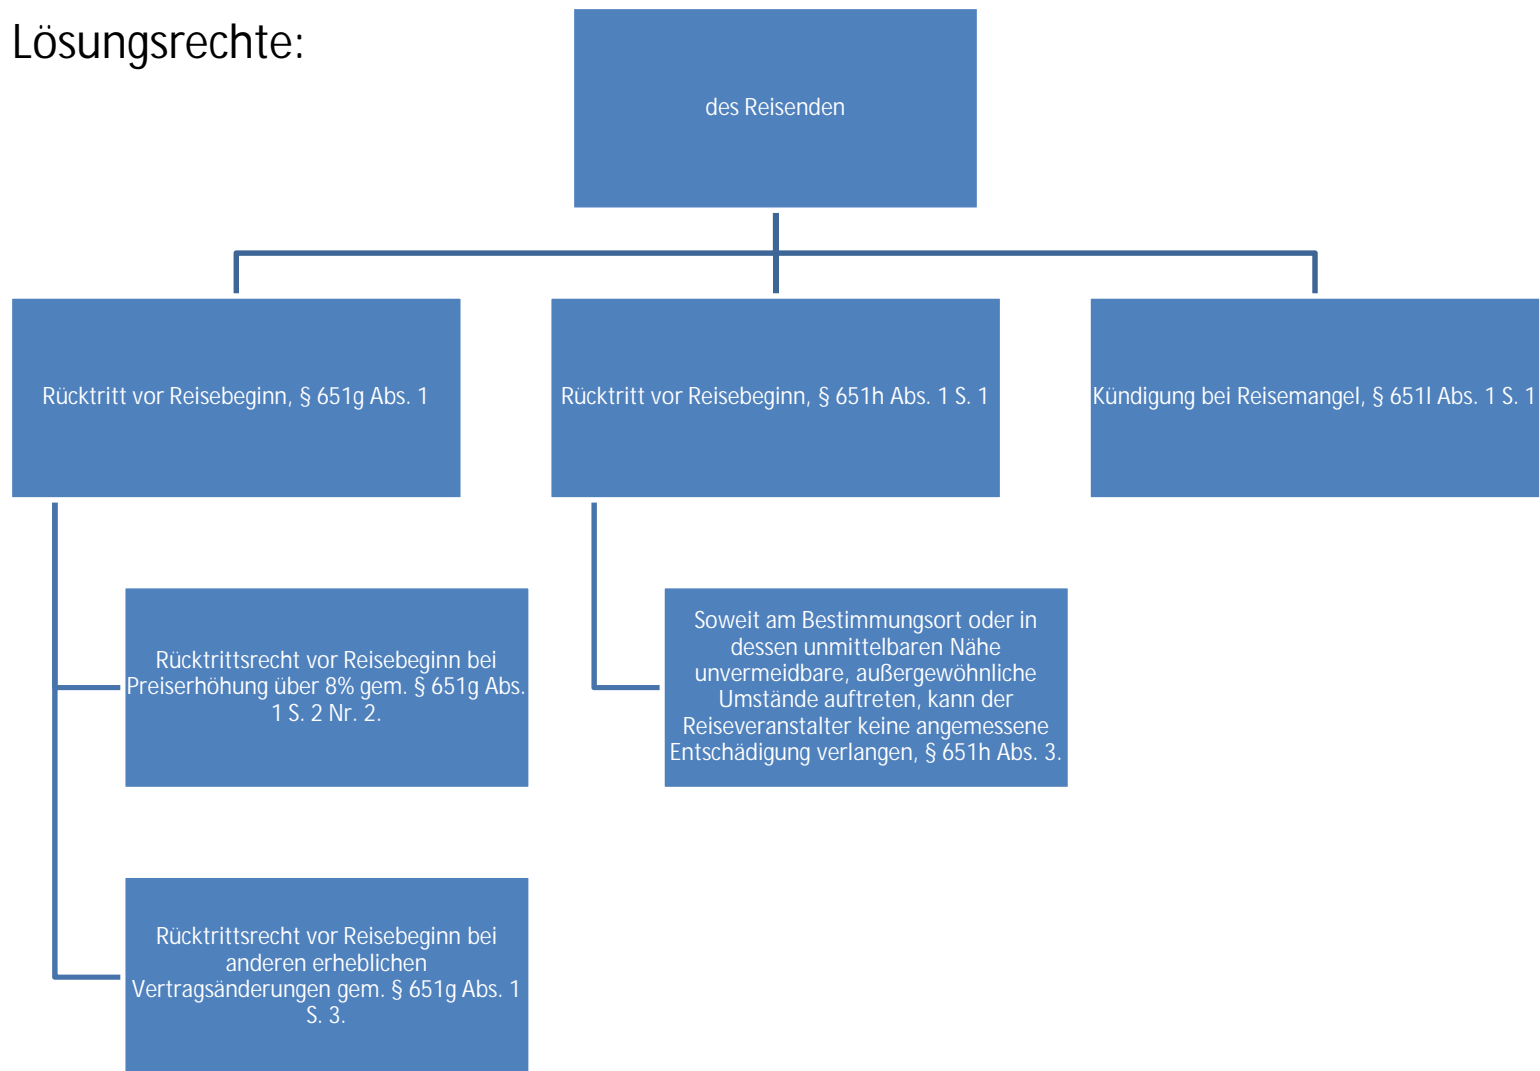 Lösungsrechte:
des Reisenden
Rücktritt vor Reisebeginn, § 651g Abs. 1
Rücktritt vor Reisebeginn, § 651h Abs. 1 S. 1
Kündigung bei Reisemangel, § 651l Abs. 1 S. 1
Rücktrittsrecht vor Reisebeginn bei
Preiserhöhung über 8% gem. § 651g Abs.
1 S. 2 Nr. 2.
Soweit am Bestimmungsort oder in
dessen unmittelbaren Nähe
unvermeidbare, außergewöhnliche
Umstände auftreten, kann der
Reiseveranstalter keine angemessene
Entschädigung verlangen, § 651h Abs. 3.
Rücktrittsrecht vor Reisebeginn bei
anderen erheblichen
Vertragsänderungen gem. § 651g Abs. 1
S. 3.